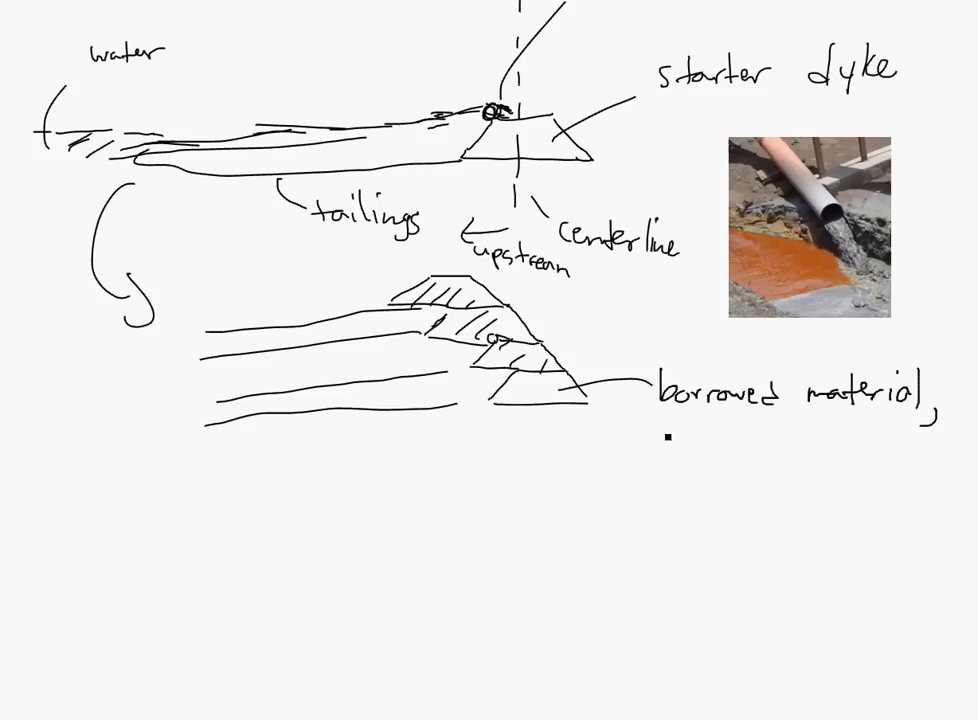 water
starter dyke
tailings
centerline
upstream
borrowed material,